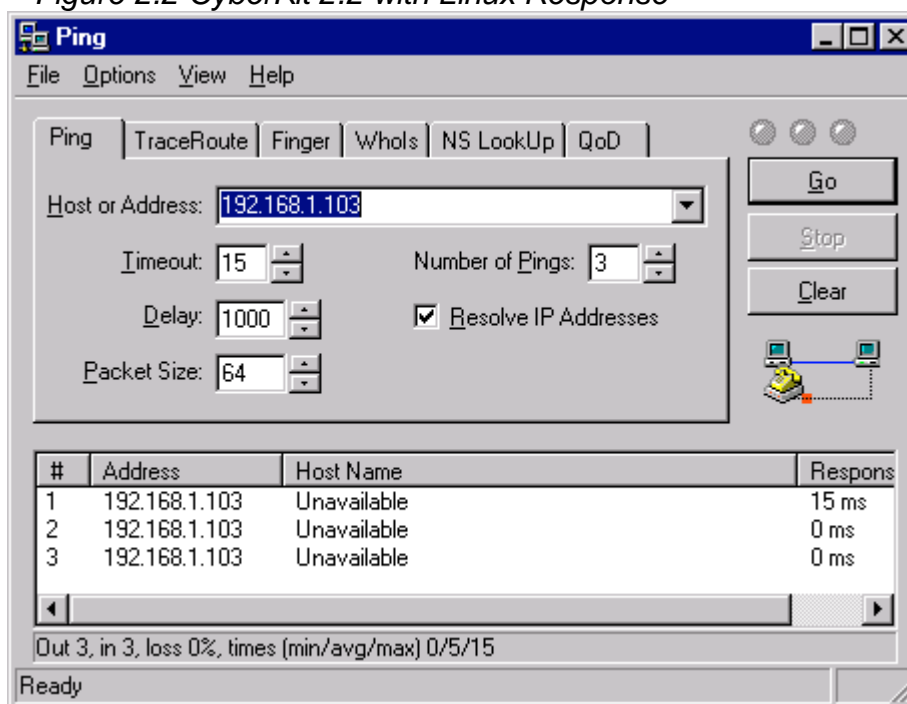 Figure 2.2 CyberKit 2.2 with Linux Response
Ping
File Options View Help
Ping TraceRoute Finger WhoIs NS LookUp QoD
Host or Address: 192.168.1.103
Go
Timeout: 15 Number of Pings: 3
Stop
Delay: 1000 Resolve IP Addresses
Clear
Packet Size: 64
# Address Host Name Respons
1 192.168.1.103 Unavailable 15 ms
2 192.168.1.103 Unavailable 0 ms
3 192.168.1.103 Unavailable 0 ms
Out 3, in 3, loss 0%, times (min/avg/max) 0/5/15
Ready